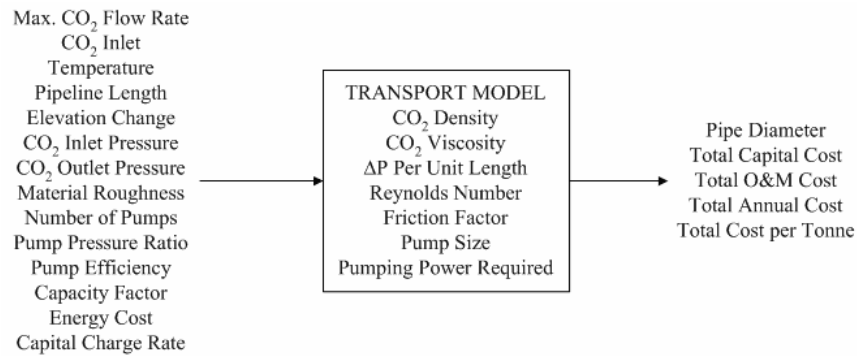 Max. CO₂ Flow Rate
CO₂ Inlet
Temperature
Pipeline Length
Elevation Change
CO₂ Inlet Pressure
CO₂ Outlet Pressure
Material Roughness
Number of Pumps
Pump Pressure Ratio
Pump Efficiency
Capacity Factor
Energy Cost
Capital Charge Rate
TRANSPORT MODEL
CO₂ Density
CO₂ Viscosity
ΔP Per Unit Length
Reynolds Number
Friction Factor
Pump Size
Pumping Power Required
Pipe Diameter
Total Capital Cost
Total O&M Cost
Total Annual Cost
Total Cost per Tonne